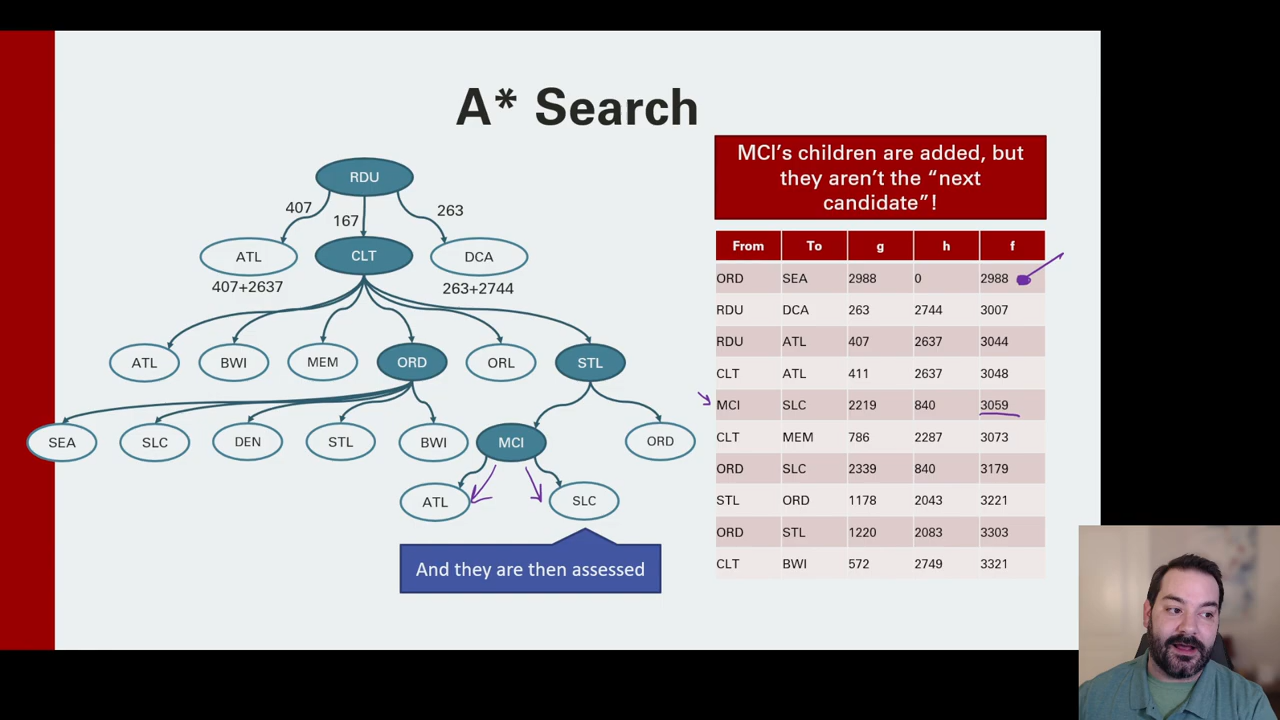 A* Search
RDU
407
167
263
ATL
CLT
DCA
407+2637
263+2744
ATL
BWI
MEM
ORD
ORL
STL
SEA
SLC
DEN
STL
BWI
MCI
ORD
ATL
SLC
And they are then assessed
MCI's children are added, but
they aren't the “next
candidate”!
From To g h f
ORD SEA 2988 0 2988
RDU DCA 263 2744 3007
RDU ATL 407 2637 3044
CLT ATL 411 2637 3048
MCI SLC 2219 840 3059
CLT MEM 786 2287 3073
ORD SLC 2339 840 3179
STL ORD 1178 2043 3221
ORD STL 1220 2083 3303
CLT BWI 572 2749 3321